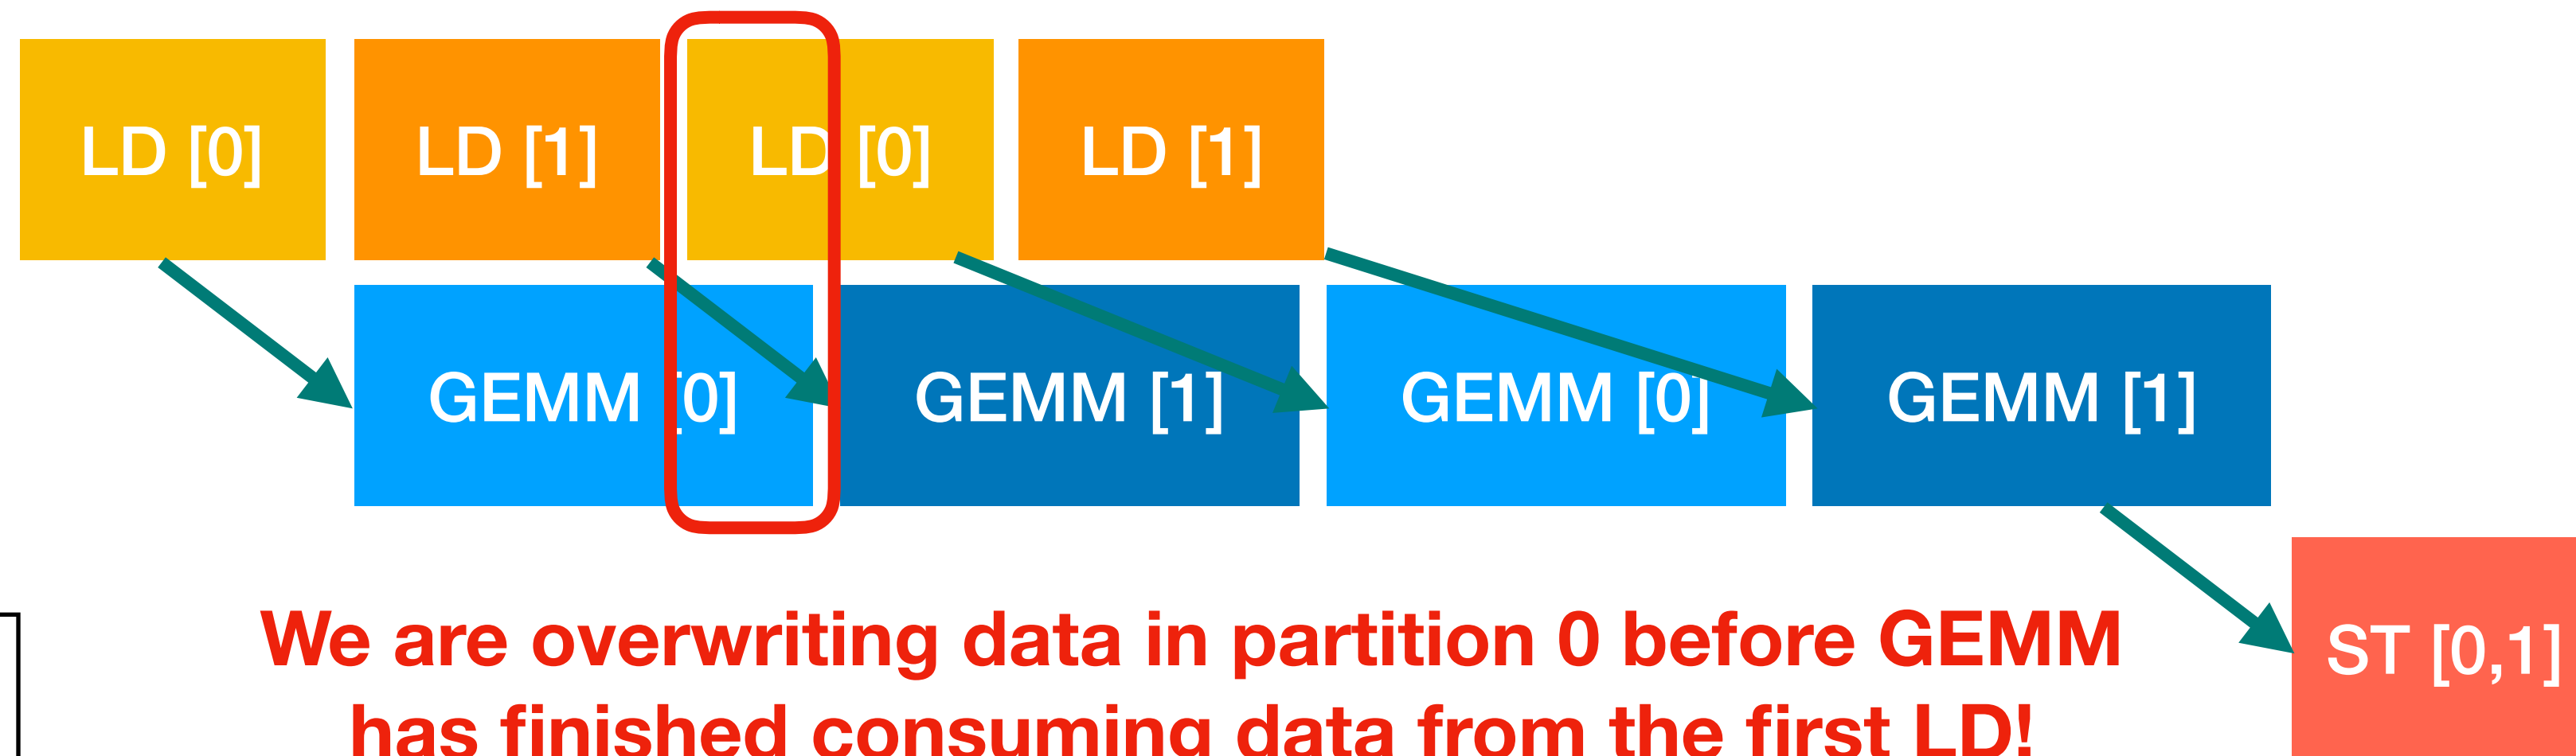 LD [0]
LD [1]
LD [0]
LD [1]
GEMM [0]
GEMM [1]
GEMM [0]
GEMM [1]
ST [0,1]
We are overwriting data in partition 0 before GEMM
has finished consuming data from the first LD!